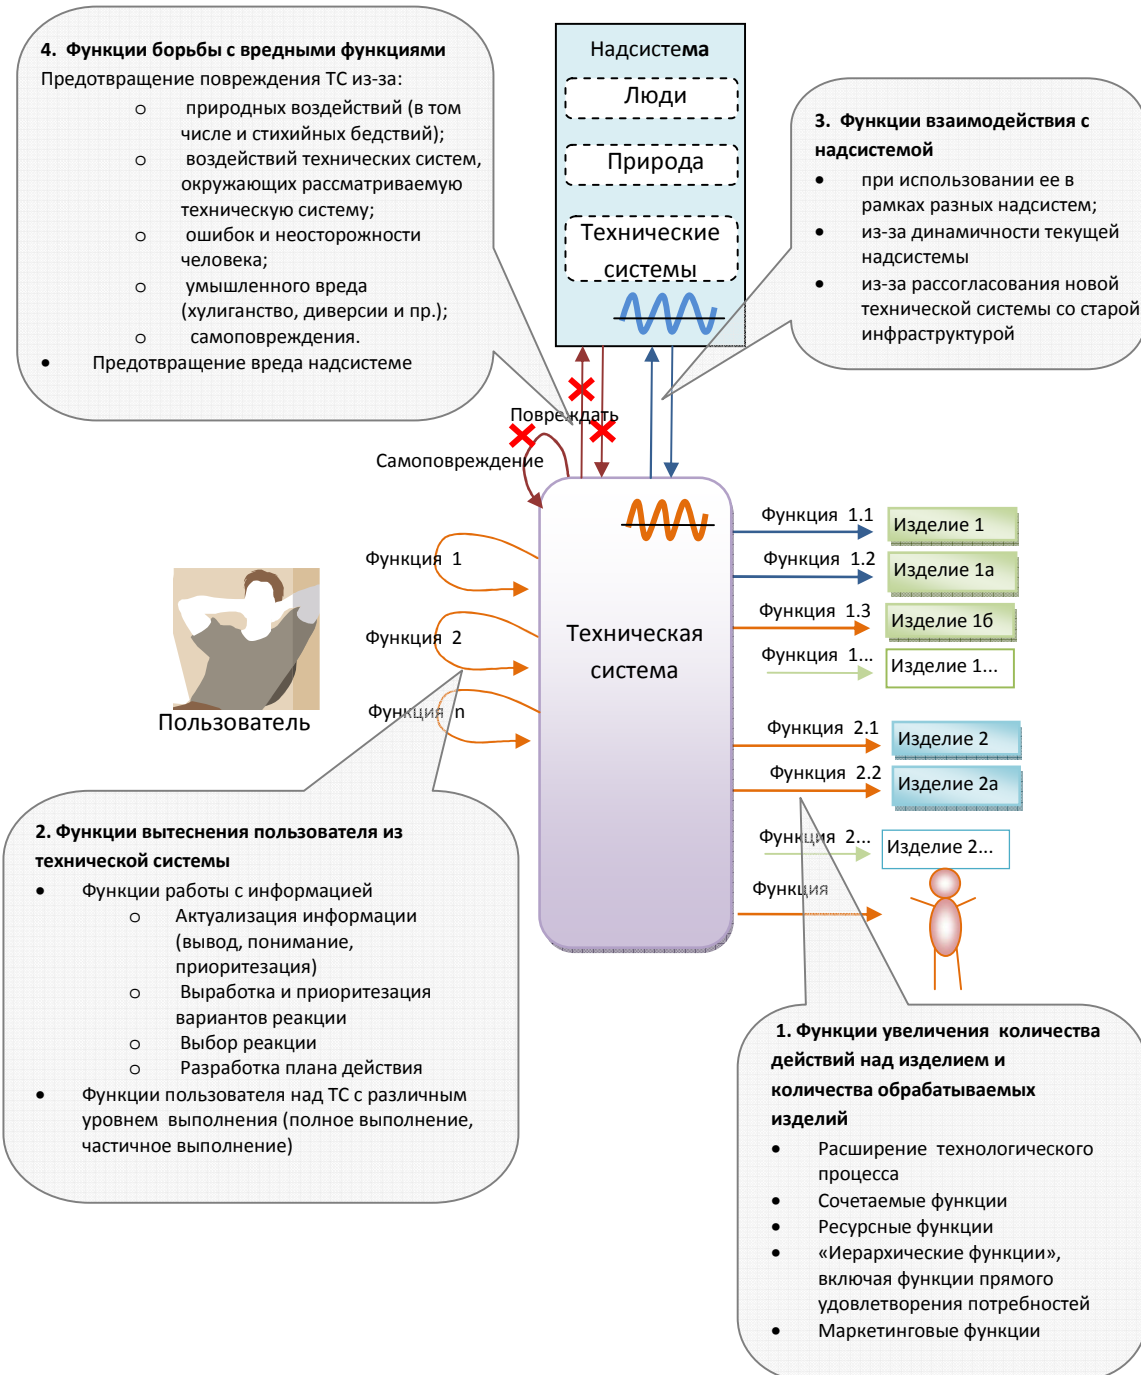 4. Функции борьбы с вредными функциями
Предотвращение повреждения ТС из-за:
o природных воздействий (в том
числе и стихийных бедствий);
o воздействий технических систем,
окружающих рассматриваемую
техническую систему;
o ошибок и неосторожности
человека;
o умышленного вреда
(хулиганство, диверсии и пр.);
o самоповреждения.
• Предотвращение вреда надсистеме
Надсистема
Люди
Природа
Технические
системы
3. Функции взаимодействия с
надсистемой
• при использовании ее в
рамках разных надсистем;
• из-за динамичности текущей
надсистемы
• из-за рассогласования новой
технической системы со старой
инфраструктурой
Повреждать
Самоповреждение
Функция 1
Функция 2
Функция n
Пользователь
Техническая
система
Функция 1.1
Изделие 1
Функция 1.2
Изделие 1а
Функция 1.3
Изделие 1б
Функция 1...
Изделие 1...
Функция 2.1
Изделие 2
Функция 2.2
Изделие 2а
Функция 2...
Изделие 2...
Функция
2. Функции вытеснения пользователя из
технической системы
• Функции работы с информацией
o Актуализация информации
(вывод, понимание,
приоритезация)
o Выработка и приоритезация
вариантов реакции
o Выбор реакции
o Разработка плана действия
• Функции пользователя над ТС с различным
уровнем выполнения (полное выполнение,
частичное выполнение)
1. Функции увеличения количества
действий над изделием и
количества обрабатываемых
изделий
• Расширение технологического
процесса
• Сочетаемые функции
• Ресурсные функции
• «Иерархические функции»,
включая функции прямого
удовлетворения потребностей
• Маркетинговые функции